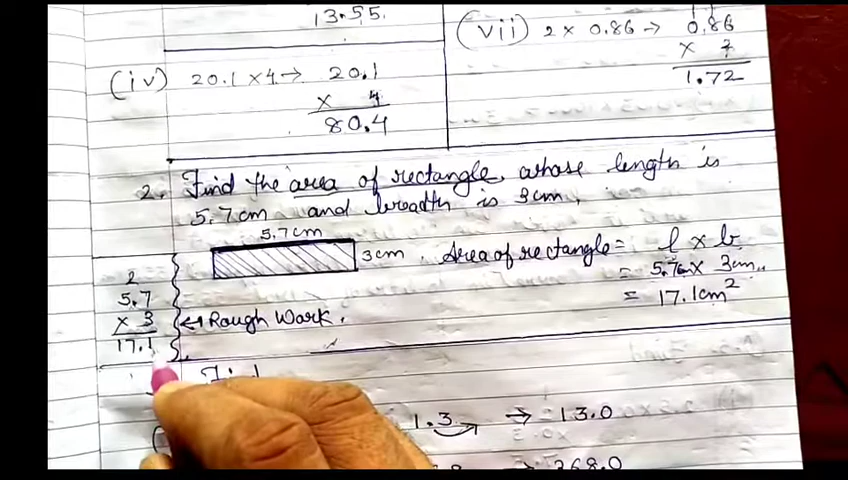 13.55
(iv) 20.1 x 4 → 20.1
x 4
80.4
(vii) 2 x 0.86 → 0.86
x 2
1.72
2. Find the area of rectangle, whose length is
5.7cm and breadth is 3cm.
5.7cm
3cm. Area of rectangle = l x b
= 5.7cm x 3cm
= 17.1cm²
2
5.7
x 3
17.1
← Rough Work.
1.3 → 13.0
→ 368.0